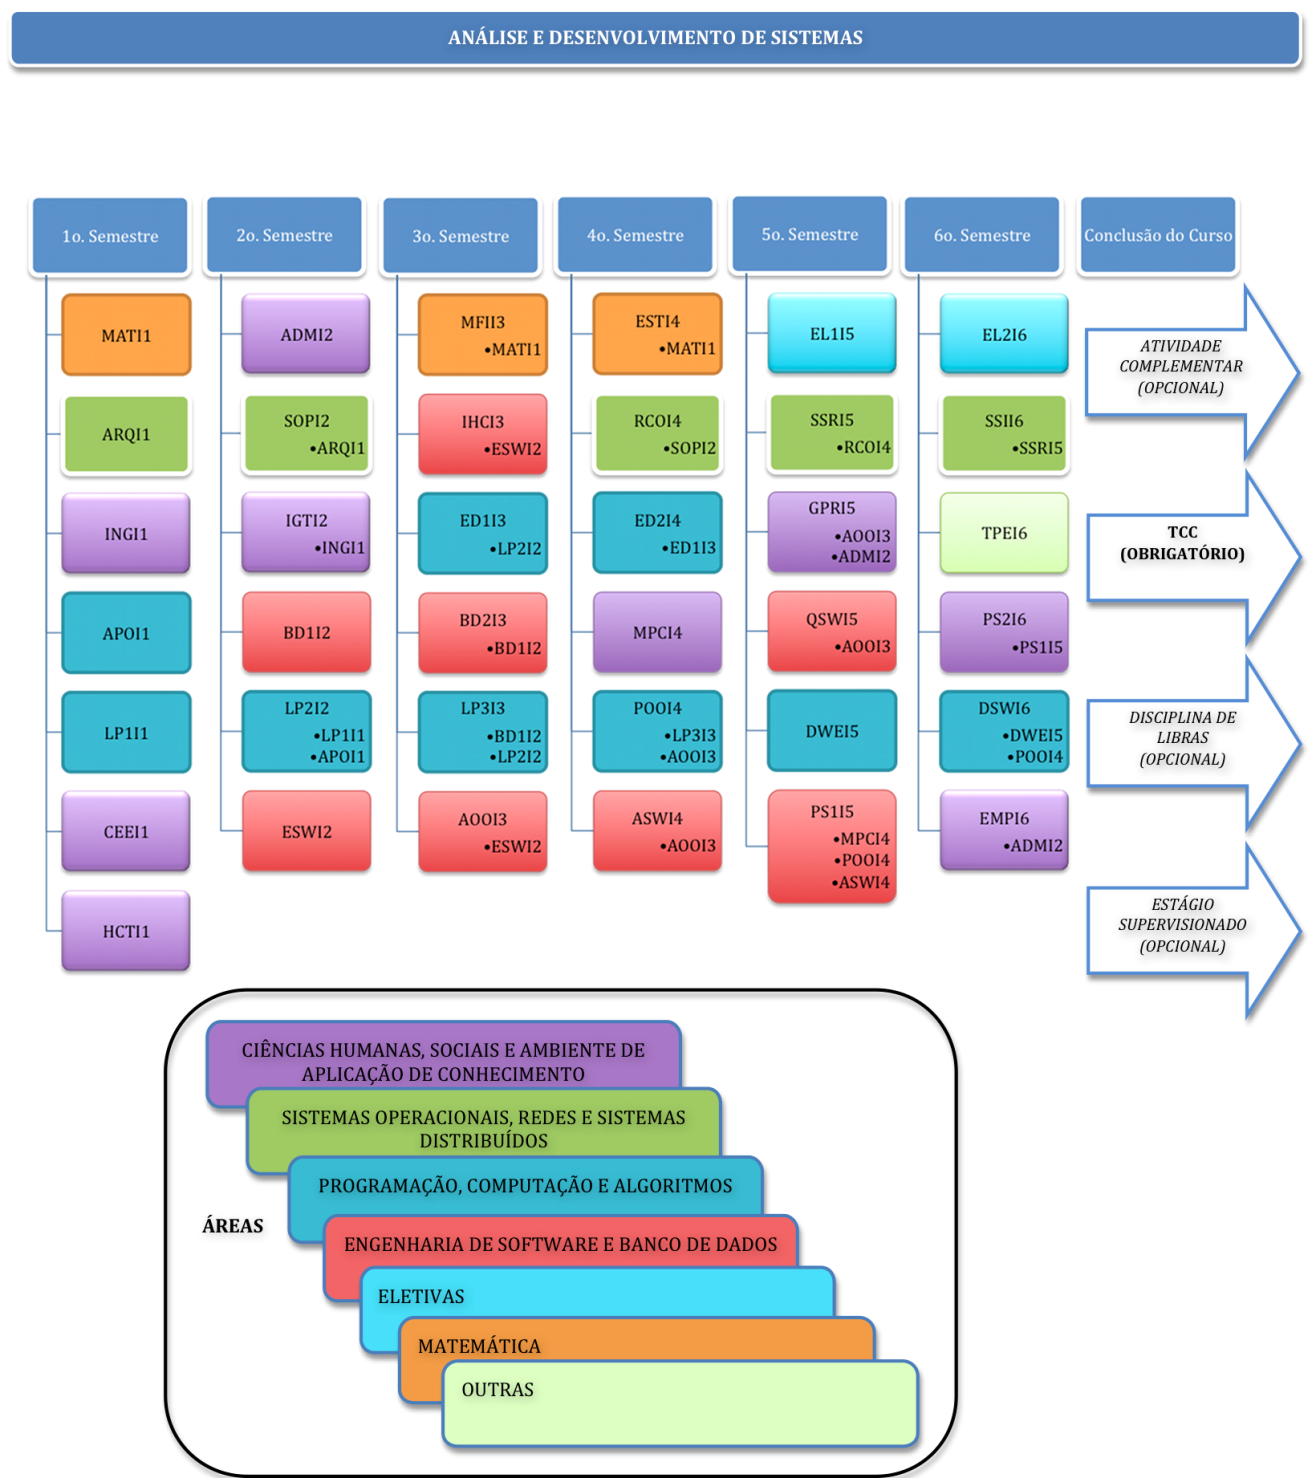 ANÁLISE E DESENVOLVIMENTO DE SISTEMAS
1o. Semestre
MATI1
ARQI1
INGI1
APOI1
LP1I1
CEEI1
HCTI1
2o. Semestre
ADMI2
SOPI2
•ARQI1
IGTI2
•INGI1
BD1I2
LP2I2
•LP1I1
•APOI1
ESWI2
3o. Semestre
MFII3
•MATI1
IHCI3
•ESWI2
ED1I3
•LP2I2
BD2I3
•BD1I2
LP3I3
•BD1I2
•LP2I2
AOOI3
•ESWI2
4o. Semestre
ESTI4
•MATI1
RCOI4
•SOPI2
ED2I4
•ED1I3
MPCI4
POOI4
•LP3I3
•AOOI3
ASWI4
•AOOI3
5o. Semestre
EL1I5
SSRI5
•RCOI4
GPRI5
•AOOI3
•ADMI2
QSWI5
•AOOI3
DWEI5
PS1I5
•MPCI4
•POOI4
•ASWI4
6o. Semestre
EL2I6
SSII6
•SSRI5
TPEI6
PS2I6
•PS1I5
DSWI6
•DWEI5
•POOI4
EMPI6
•ADMI2
Conclusão do Curso
ATIVIDADE
COMPLEMENTAR
(OPCIONAL)
TCC
(OBRIGATÓRIO)
DISCIPLINA DE
LIBRAS
(OPCIONAL)
ESTÁGIO
SUPERVISIONADO
(OPCIONAL)
ÁREAS
CIÊNCIAS HUMANAS, SOCIAIS E AMBIENTE DE
APLICAÇÃO DE CONHECIMENTO
SISTEMAS OPERACIONAIS, REDES E SISTEMAS
DISTRIBUÍDOS
PROGRAMAÇÃO, COMPUTAÇÃO E ALGORITMOS
ENGENHARIA DE SOFTWARE E BANCO DE DADOS
ELETIVAS
MATEMÁTICA
OUTRAS